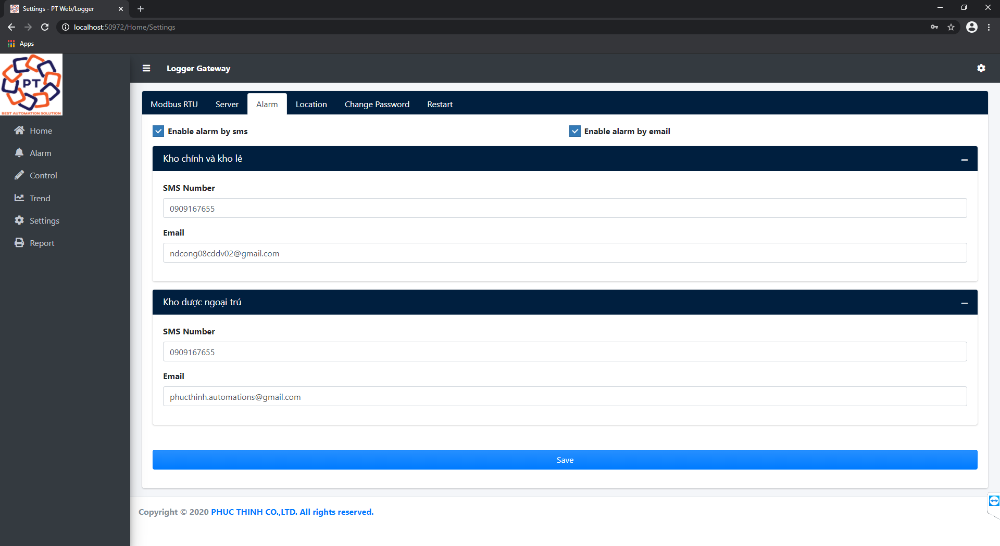 Settings - PT Web/Logger
localhost:50972/Home/Settings
Apps
PT
BEST AUTOMATION SOLUTION
Logger Gateway
Home
Alarm
Control
Trend
Settings
Report
Modbus RTU Server Alarm Location Change Password Restart
Enable alarm by sms Enable alarm by email
Kho chính và kho lẻ
SMS Number
0909167655
Email
ndcong08cddv02@gmail.com
Kho dược ngoại trú
SMS Number
0909167655
Email
phucthinh.automations@gmail.com
Save
Copyright © 2020 PHUC THINH CO.,LTD. All rights reserved.